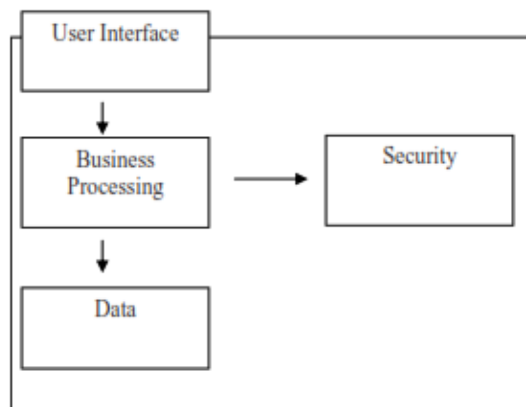 User Interface
Business
Processing
Security
Data